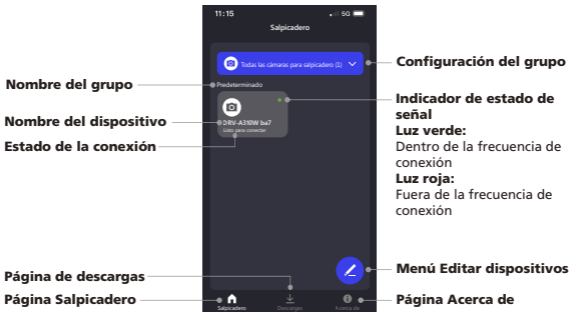 11:15
5G
Salpicadero
Todas las cámaras para salpicadero (1)
Configuración del grupo
Nombre del grupo
Predeterminado
Indicador de estado de
señal
Luz verde:
Dentro de la frecuencia de
conexión
Luz roja:
Fuera de la frecuencia de
conexión
Nombre del dispositivo
DRV-A310W ba7
Estado de la conexión
Listo para conectar
Menú Editar dispositivos
Página de descargas
Página Salpicadero
Salpicadero
Descargas
Acerca de
Página Acerca de